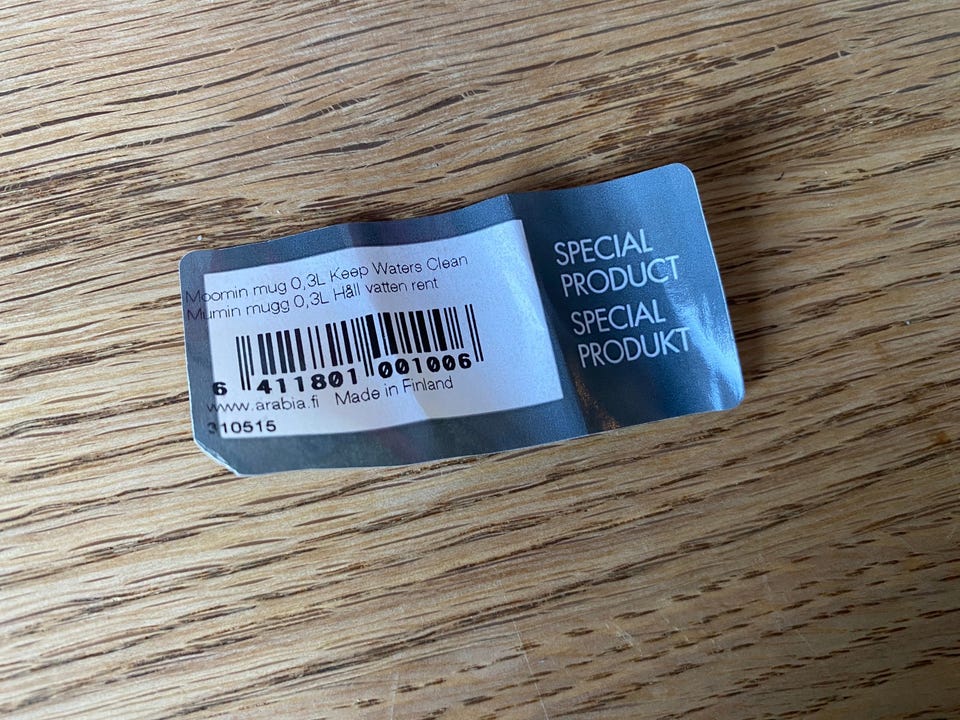 Moomin mug 0,3L Keep Waters Clean
Mumin mugg 0,3L Håll vatten rent
6 411801 001006
www.arabia.fi Made in Finland
310515
SPECIAL
PRODUCT
SPECIAL
PRODUKT